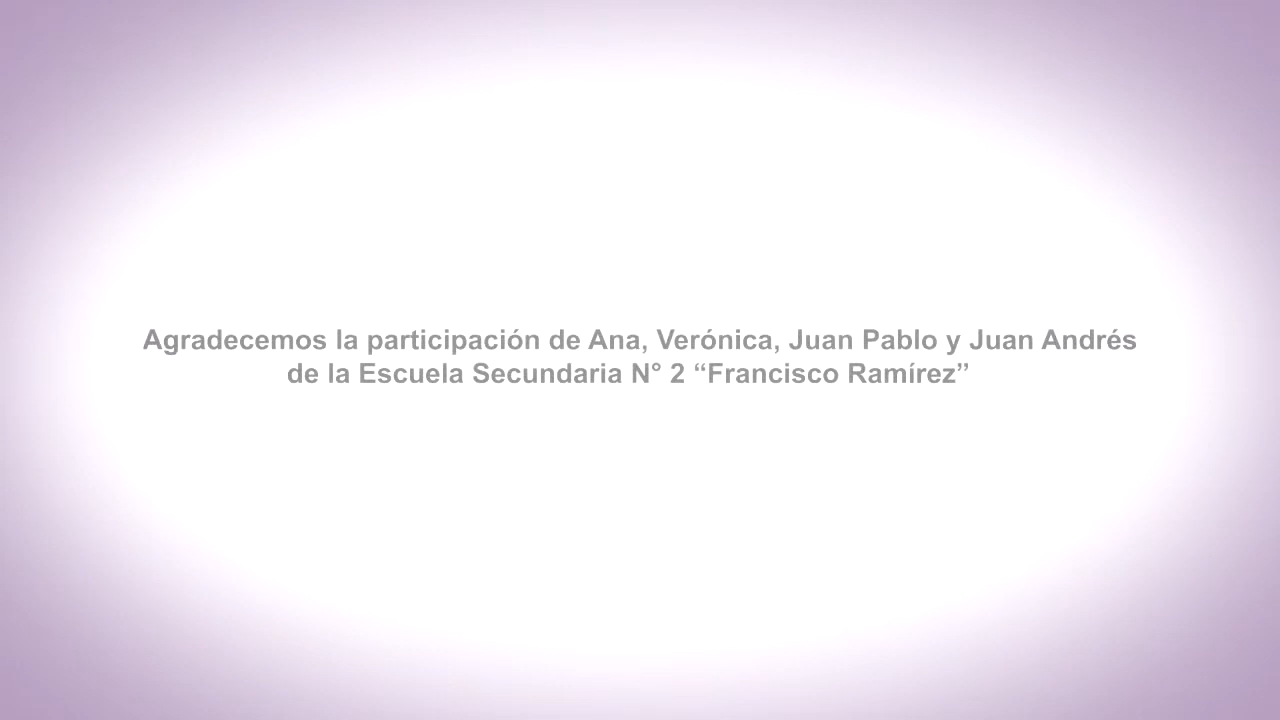 Agradecemos la participación de Ana, Verónica, Juan Pablo y Juan Andrés
de la Escuela Secundaria N° 2 “Francisco Ramírez”